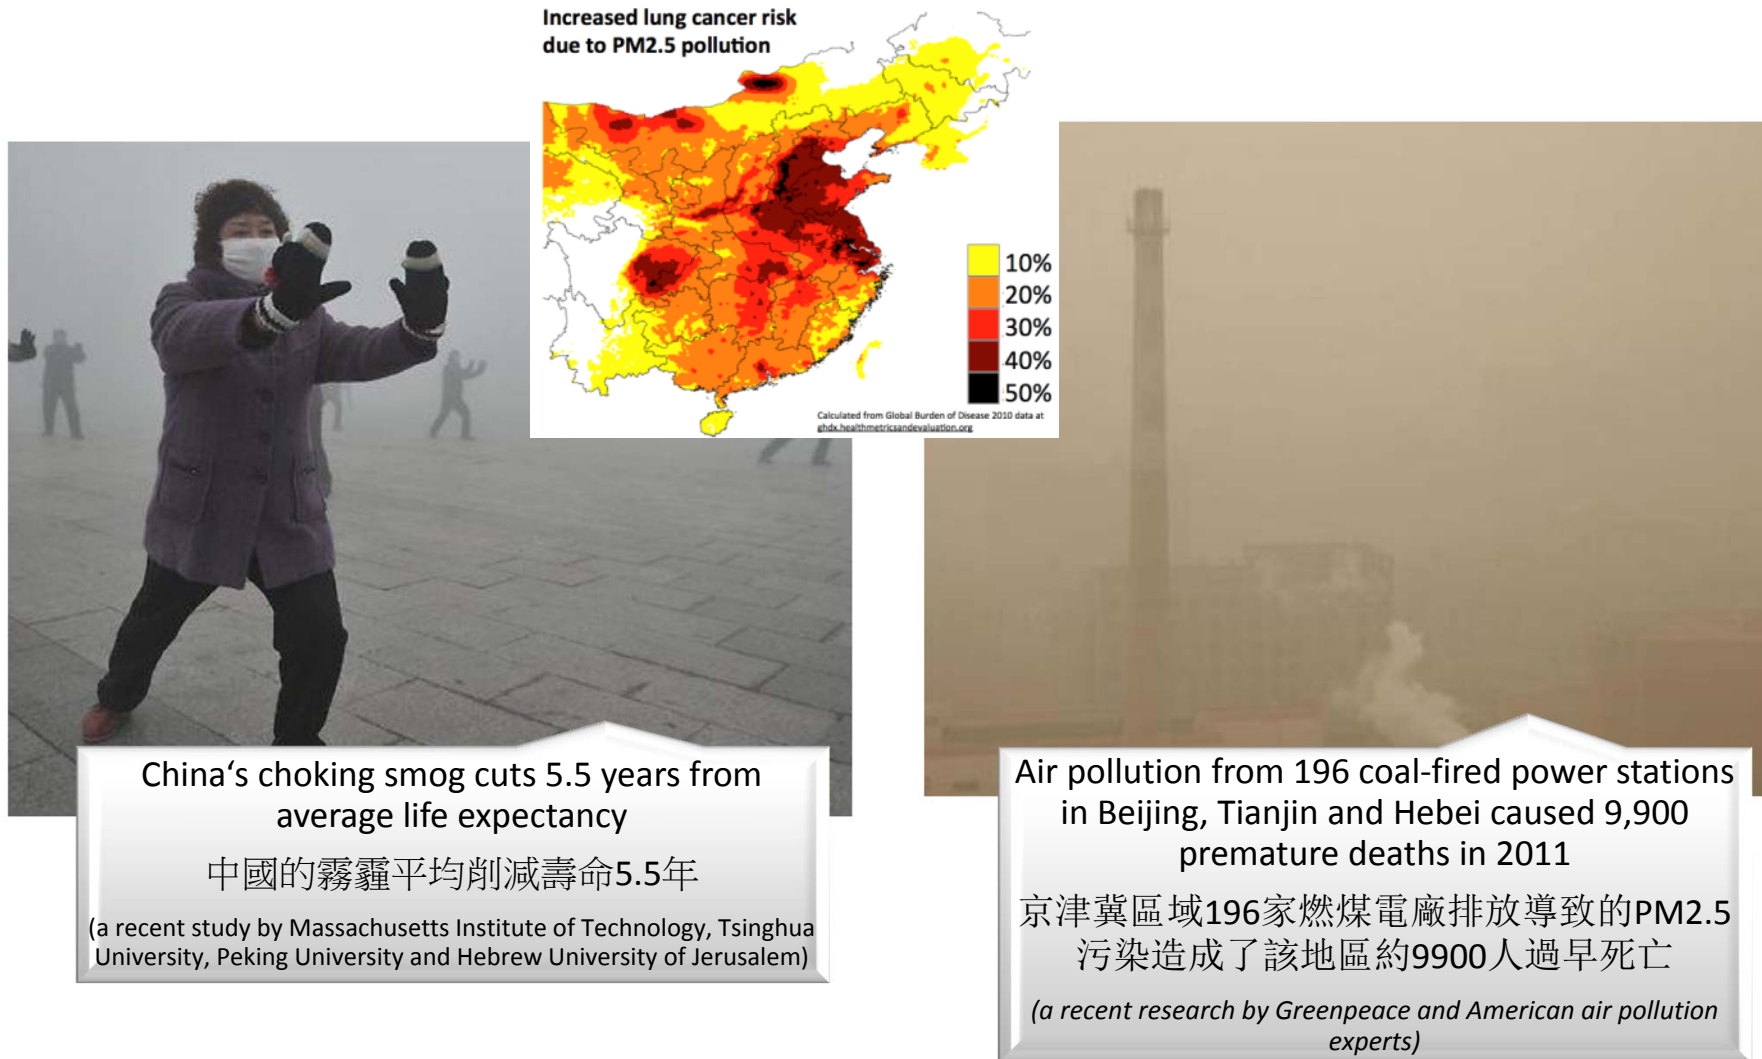 Increased lung cancer risk
due to PM2.5 pollution
10%
20%
30%
40%
50%
Calculated from Global Burden of Disease 2010 data at
ghdx.healthmetricsandevaluation.org
China‘s choking smog cuts 5.5 years from
average life expectancy
中國的霧霾平均削減壽命5.5年
(a recent study by Massachusetts Institute of Technology, Tsinghua
University, Peking University and Hebrew University of Jerusalem)
Air pollution from 196 coal-fired power stations
in Beijing, Tianjin and Hebei caused 9,900
premature deaths in 2011
京津冀區域196家燃煤電廠排放導致的PM2.5
污染造成了該地區約9900人過早死亡
(a recent research by Greenpeace and American air pollution
experts)